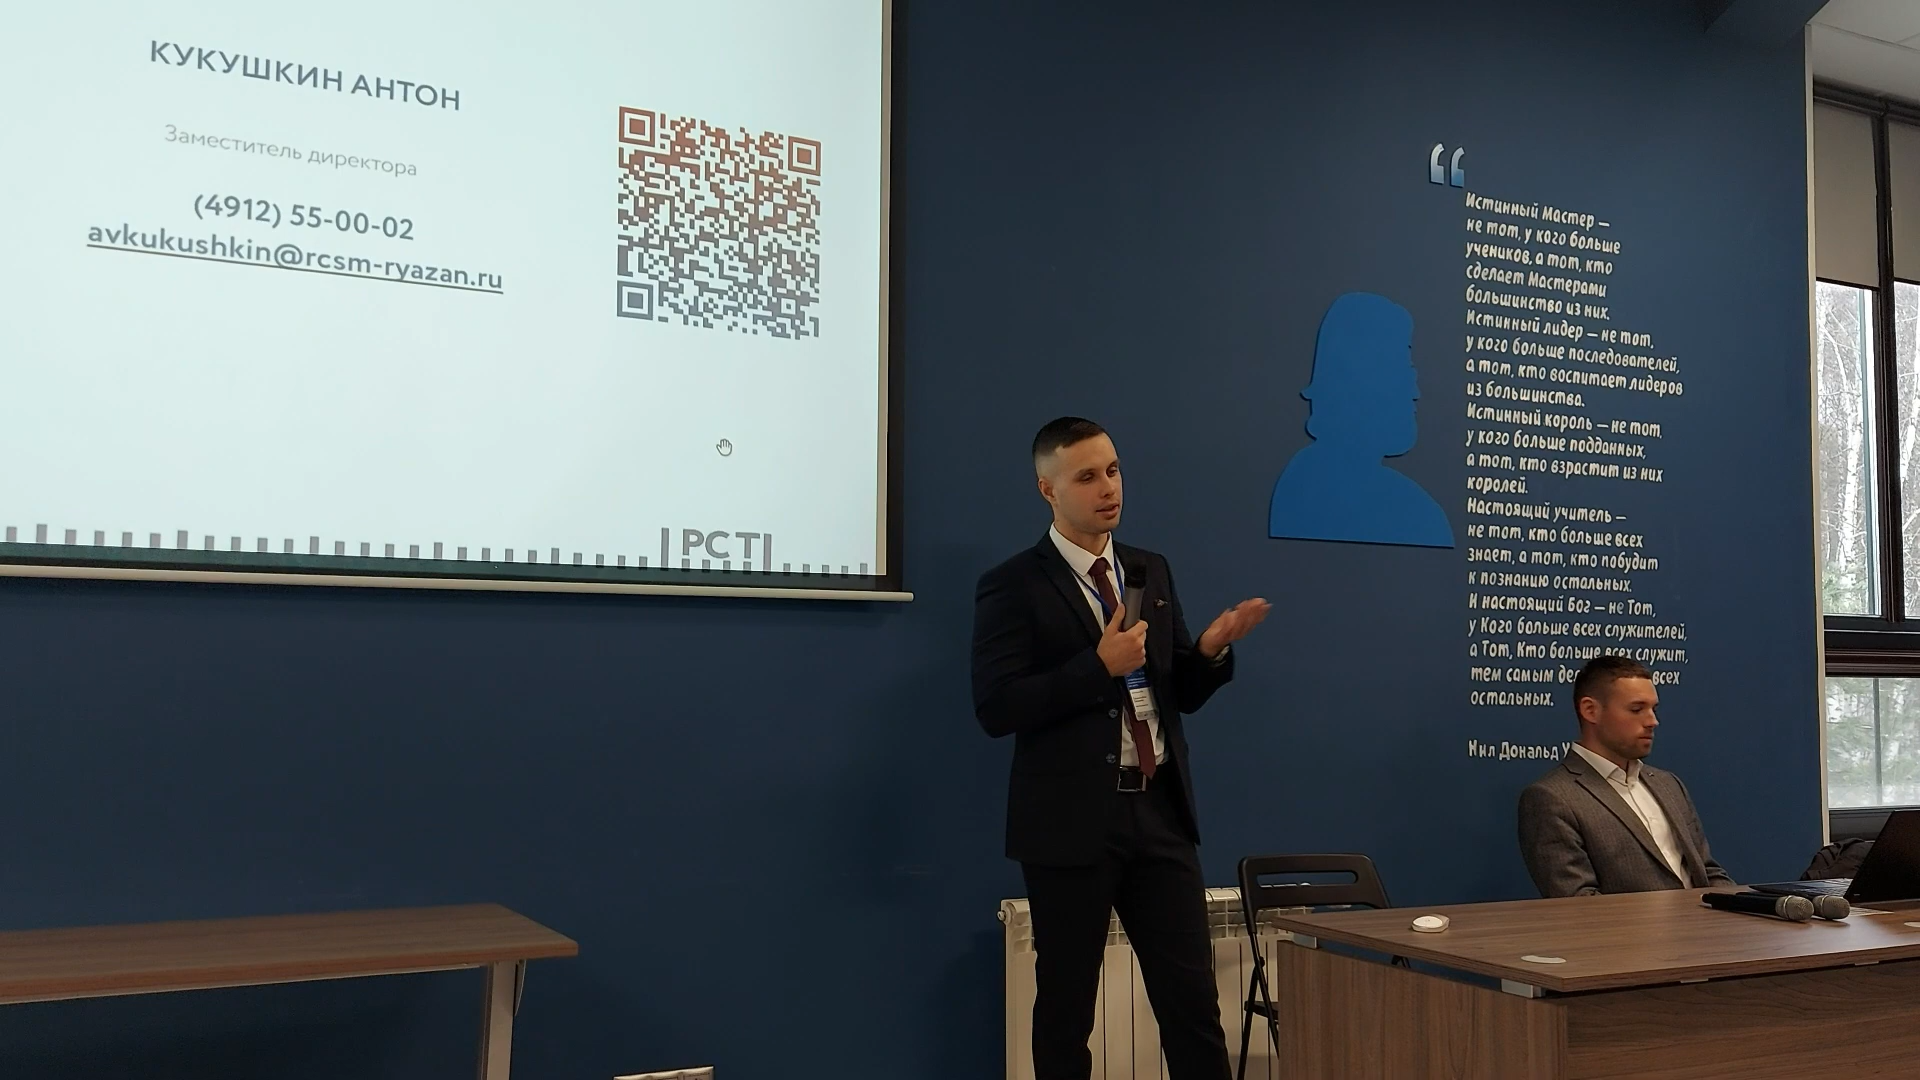 КУКУШКИН АНТОН
Заместитель директора
(4912) 55-00-02
avkukushkin@rcsm-ryazan.ru
РСТ
“
Истинный Мастер —
не тот, у кого больше
учеников, а тот, кто
сделает Мастерами
большинство из них.
Истинный лидер — не тот,
у кого больше последователей,
а тот, кто воспитает лидеров
из большинства.
Истинный король — не тот,
у кого больше подданных,
а тот, кто взрастит из них
королей.
Настоящий учитель —
не тот, кто больше всех
знает, а тот, кто побудит
к познанию остальных.
И настоящий Бог — не Тот,
у Кого больше всех служителей,
а Тот, Кто больше всех служит,
тем самым всех
остальных.
Нил Дональд